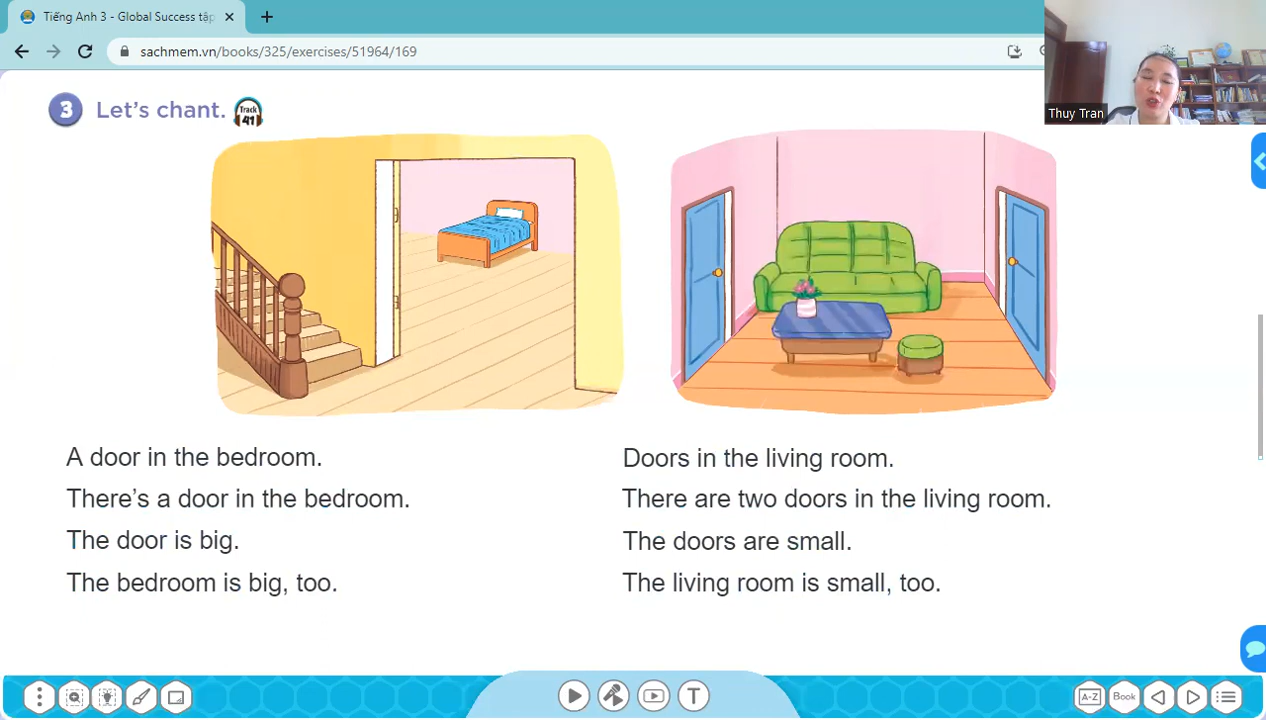 Tiếng Anh 3 - Global Success tập
sachmem.vn/books/325/exercises/51964/169
Thuy Tran
3 Let's chant. Track 41
A door in the bedroom.
There's a door in the bedroom.
The door is big.
The bedroom is big, too.
Doors in the living room.
There are two doors in the living room.
The doors are small.
The living room is small, too.
T
A-Z
Book